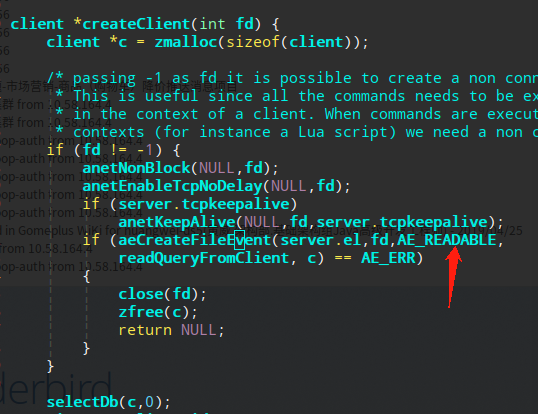 client *createClient(int fd) {
    client *c = zmalloc(sizeof(client));

    /* passing -1 as fd it is possible to create a non conn
     * This is useful since all the commands needs to be ex
     * in the context of a client. When commands are execut
     * contexts (for instance a Lua script) we need a non c
    if (fd != -1) {
        anetNonBlock(NULL,fd);
        anetEnableTcpNoDelay(NULL,fd);
        if (server.tcpkeepalive)
            anetKeepAlive(NULL,fd,server.tcpkeepalive);
        if (aeCreateFileEvent(server.el,fd,AE_READABLE,
            readQueryFromClient, c) == AE_ERR)
        {
            close(fd);
            zfree(c);
            return NULL;
        }
    }

    selectDb(c,0);